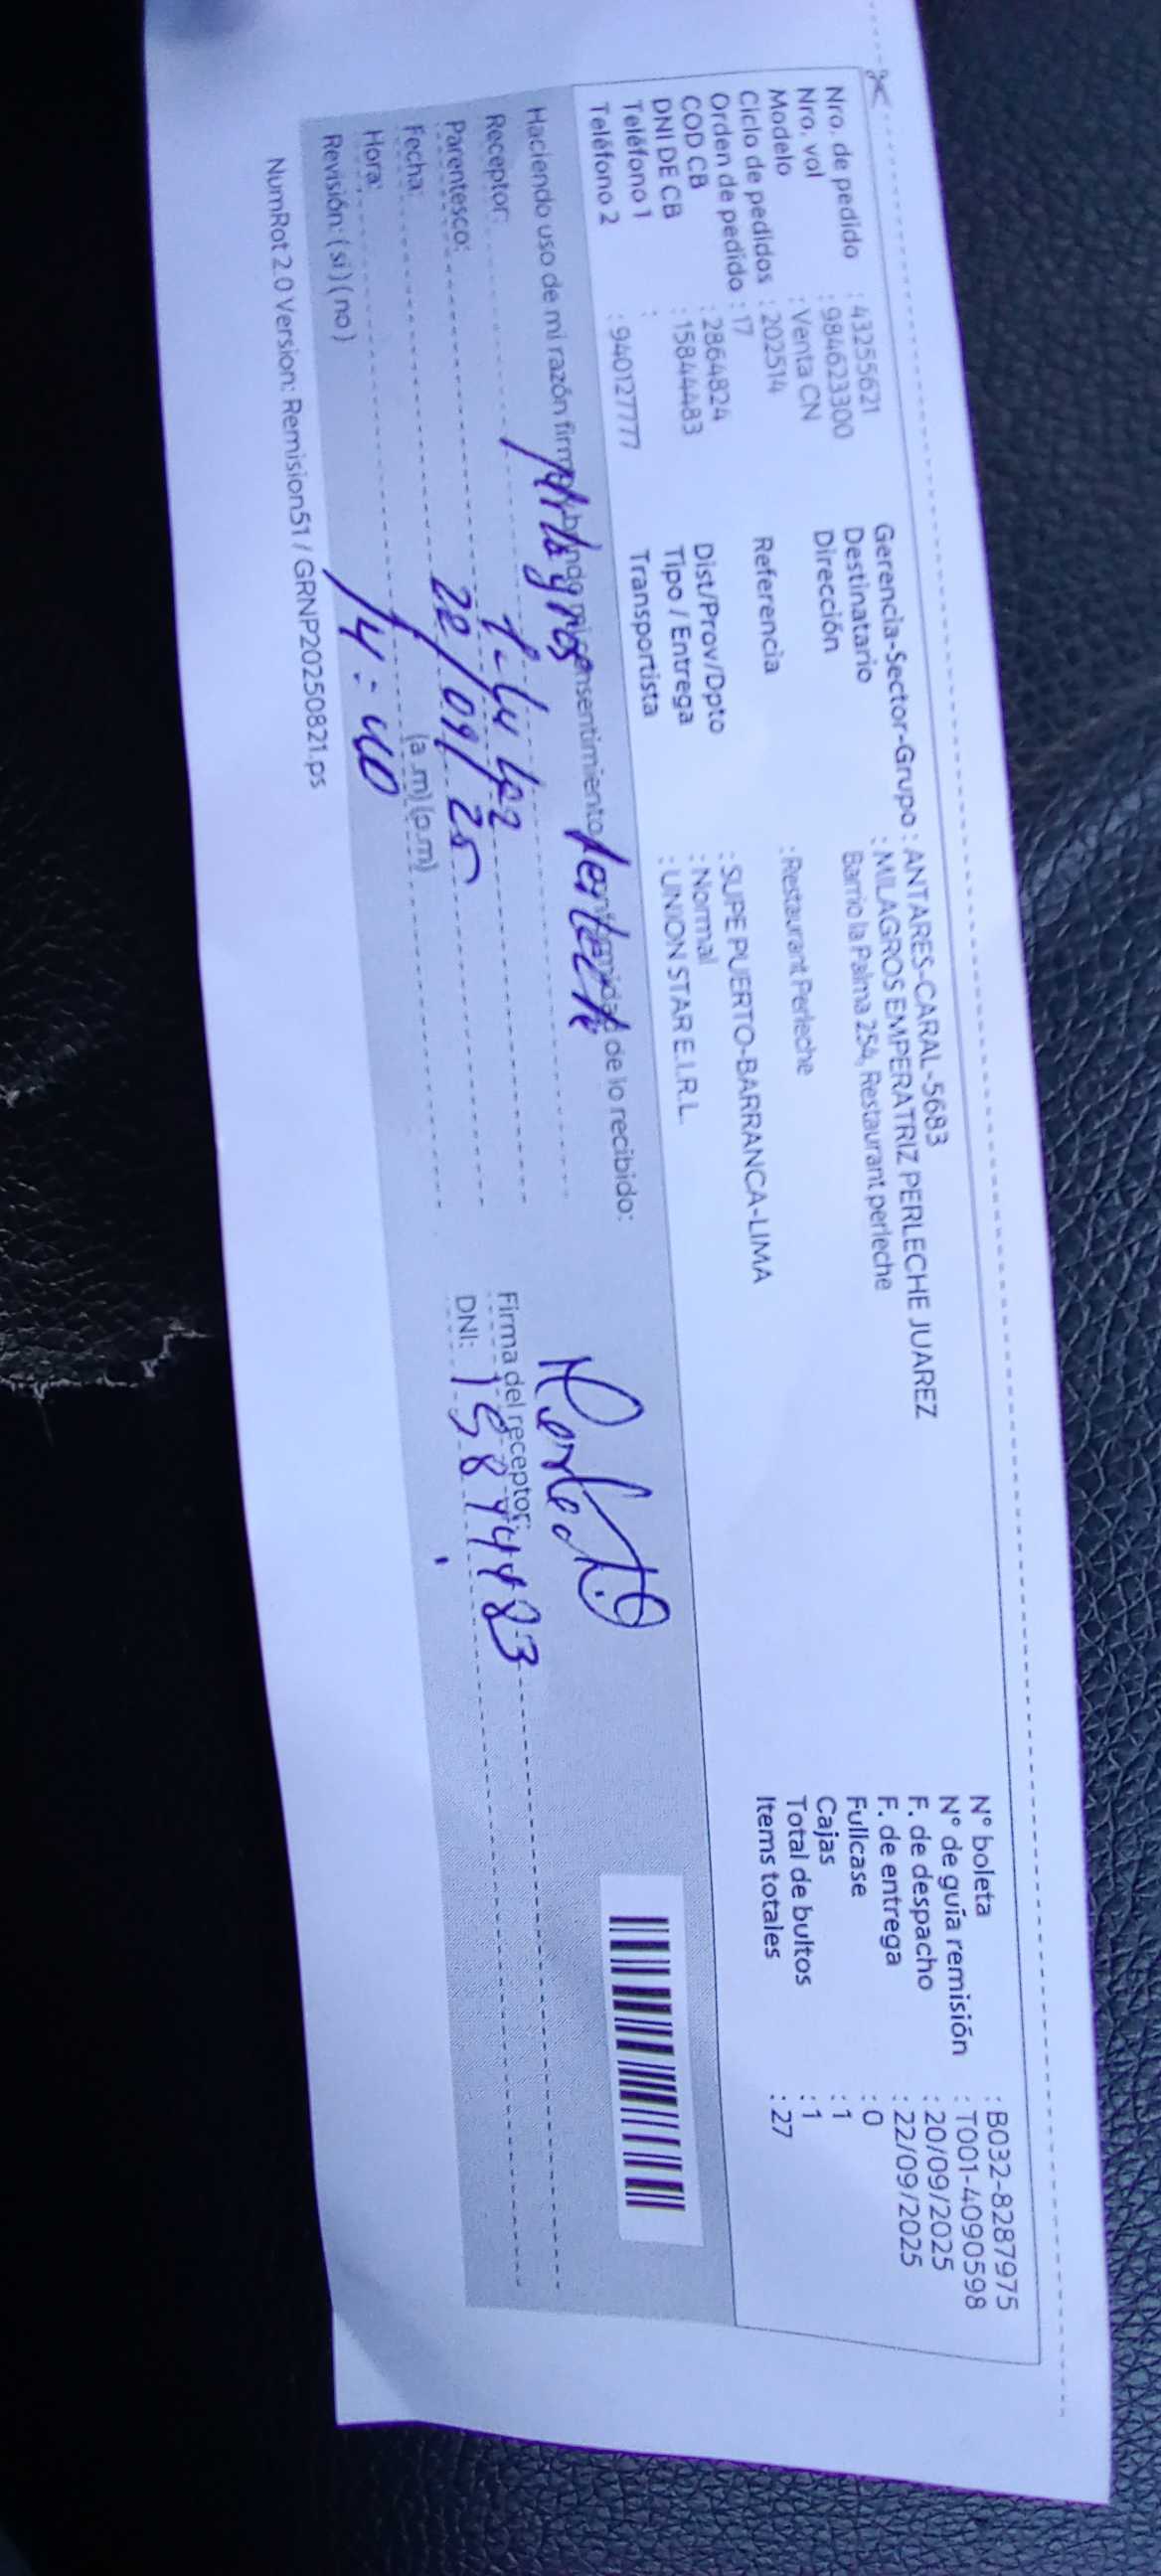 Nro. de pedido : 43255621
Nro. vol : 984623300
Modelo : Venta CN
Ciclo de pedidos : 202514
Orden de pedido : 17
COD CB : 2864824
DNI DE CB : 15844483
Teléfono 1 :
Teléfono 2 : 940127777
Gerencia-Sector-Grupo : ANTARES-CARAL-5683
Destinatario : MILAGROS EMPERATRIZ PERLECHE JUAREZ
Dirección Barrio la Palma 254, Restaurant perleche
Referencia : Restaurant Perleche
Dist/Prov/Dpto : SUPE PUERTO-BARRANCA-LIMA
Tipo / Entrega : Normal
Transportista : UNION STAR E.I.R.L.
N° boleta : B032-8287975
N° de guía remisión : T001-4090598
F. de despacho : 20/09/2025
F. de entrega : 22/09/2025
Fullcase : 0
Cajas : 1
Total de bultos : 1
Items totales : 27
Haciendo uso de mi razón consentimiento de lo recibido:
Receptor:
Parentesco:
Fecha: 22/09/25
Hora: 14:40 (a.m) (p.m)
Revisión: ( si ) ( no )
Firma del receptor:
DNI: 15844483
NumRot 2.0 Version: Remision51 / GRNP20250821.ps